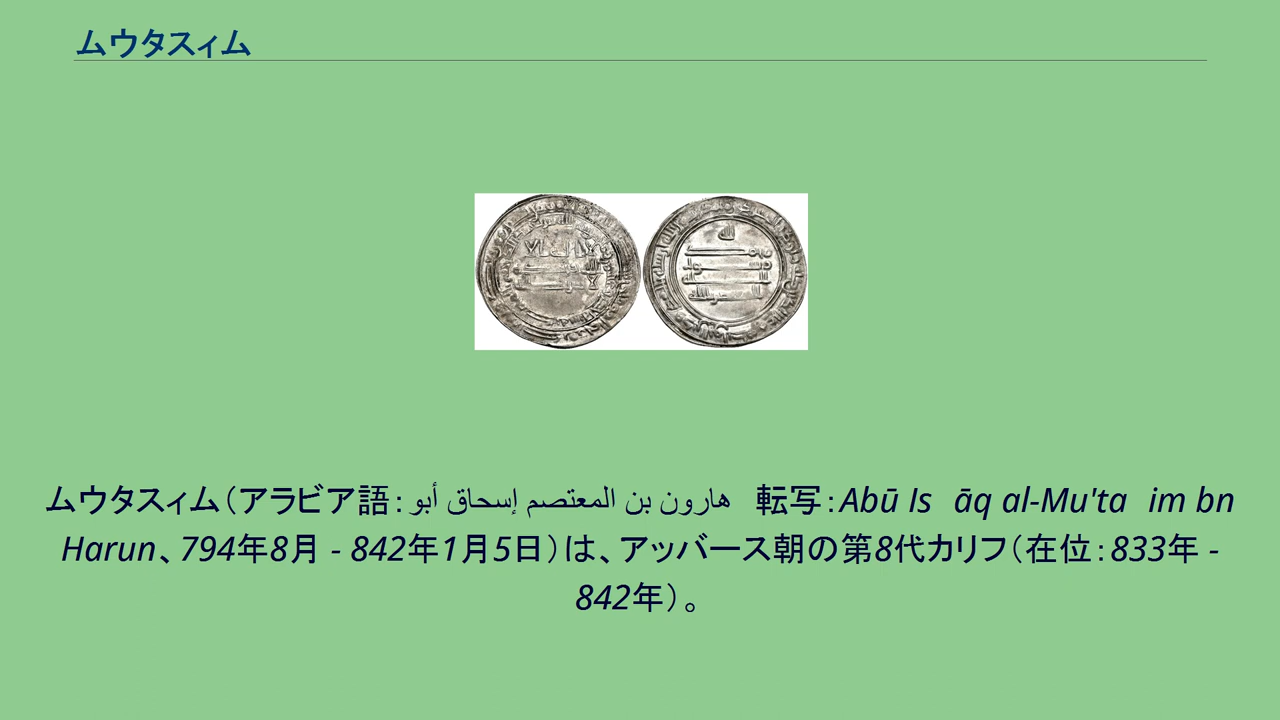 ムウタスィム
ムウタスィム（アラビア語：أبو إسحاق المعتصم بن هارون 転写：Abū Is āq al-Mu'ta im bn
Harun、794年8月 - 842年1月5日）は、アッバース朝の第8代カリフ（在位：833年 -
842年）。